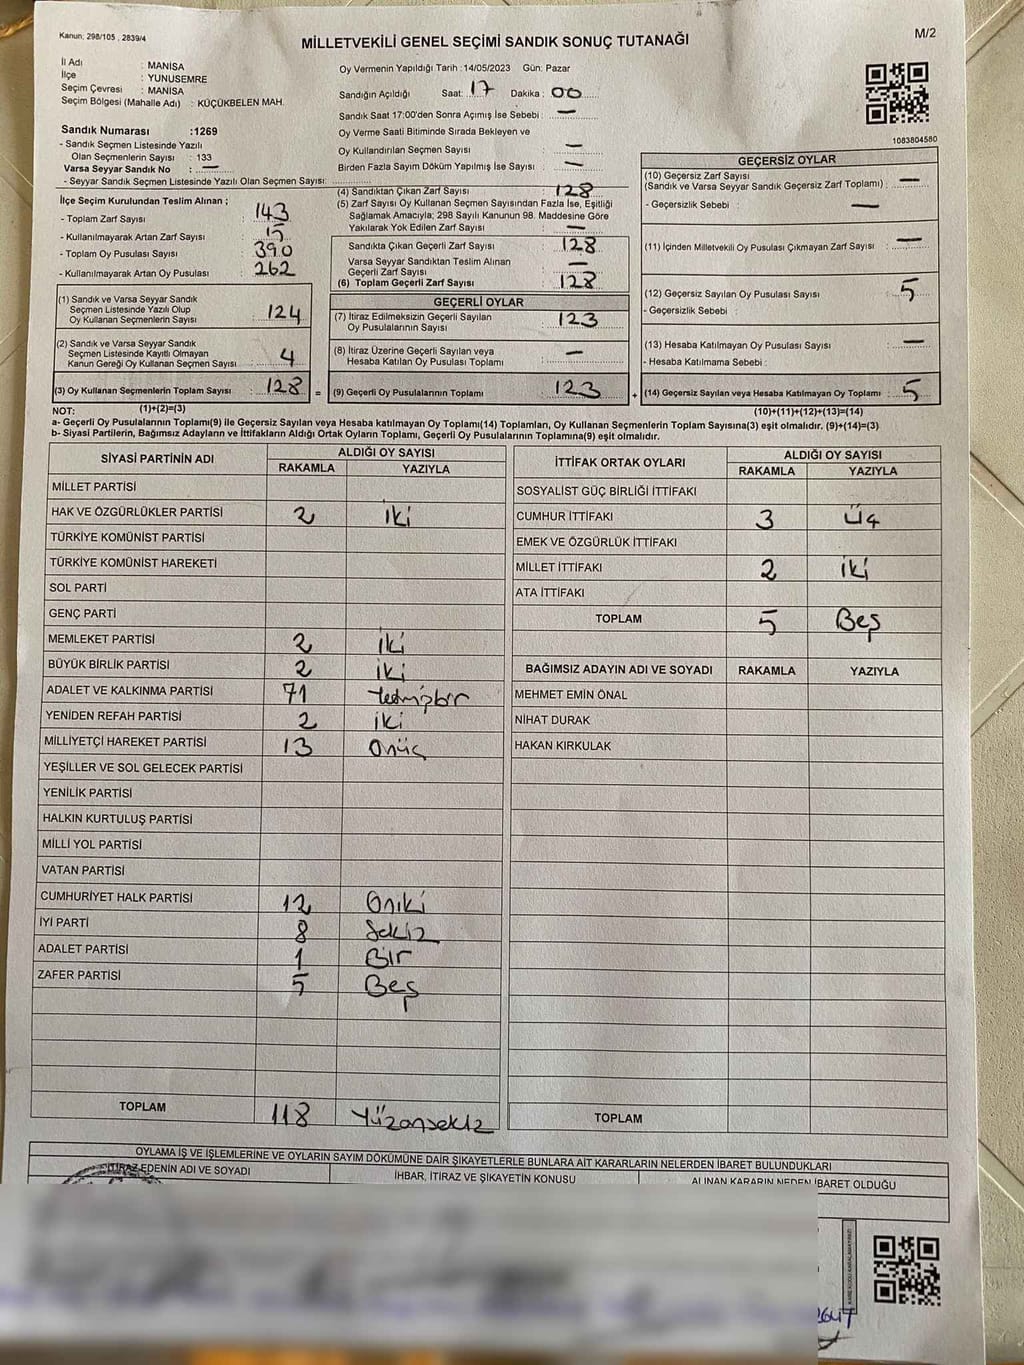 Kanun; 298/105 , 2839/4
M/2
MİLLETVEKİLİ GENEL SEÇİMİ SANDIK SONUÇ TUTANAĞI
İl Adı : MANİSA
İlçe : YUNUSEMRE
Seçim Çevresi : MANİSA
Seçim Bölgesi (Mahalle Adı) : KÜÇÜKBELEN MAH.
Sandık Numarası :1269
- Sandık Seçmen Listesinde Yazılı
Olan Seçmenlerin Sayısı : 133
Varsa Seyyar Sandık No : —
- Seyyar Sandık Seçmen Listesinde Yazılı Olan Seçmen Sayısı:
İlçe Seçim Kurulundan Teslim Alınan ;
- Toplam Zarf Sayısı : 143
- Kullanılmayarak Artan Zarf Sayısı : 15
- Toplam Oy Pusulası Sayısı : 390
- Kullanılmayarak Artan Oy Pusulası : 262
Oy Vermenin Yapıldığı Tarih :14/05/2023 Gün: Pazar
Sandığın Açıldığı Saat: 17 Dakika : 00
Sandık Saat 17:00'den Sonra Açımış İse Sebebi : —
Oy Verme Saati Bitiminde Sırada Bekleyen ve
Oy Kullandırılan Seçmen Sayısı : —
Birden Fazla Sayım Döküm Yapılmış İse Sayısı : —
(4) Sandıktan Çıkan Zarf Sayısı : 128
(5) Zarf Sayısı Oy Kullanan Seçmen Sayısından Fazla İse, Eşitliği
Sağlamak Amacıyla; 298 Sayılı Kanunun 98. Maddesine Göre
Yakılarak Yok Edilen Zarf Sayısı : —
Sandıkta Çıkan Geçerli Zarf Sayısı : 128
Varsa Seyyar Sandıktan Teslim Alınan
Geçerli Zarf Sayısı : —
(6) Toplam Geçerli Zarf Sayısı : 128
1083804580
GEÇERSİZ OYLAR
(10) Geçersiz Zarf Sayısı
(Sandık ve Varsa Seyyar Sandık Geçersiz Zarf Toplamı) : —
- Geçersizlik Sebebi : —
(11) İçinden Milletvekili Oy Pusulası Çıkmayan Zarf Sayısı : —
(12) Geçersiz Sayılan Oy Pusulası Sayısı : 5
- Geçersizlik Sebebi :
(13) Hesaba Katılmayan Oy Pusulası Sayısı : —
- Hesaba Katılmama Sebebi :
(14) Geçersiz Sayılan veya Hesaba Katılmayan Oy Toplamı : 5
(10)+(11)+(12)+(13)=(14)
(1) Sandık ve Varsa Seyyar Sandık
Seçmen Listesinde Yazılı Olup
Oy Kullanan Seçmenlerin Sayısı : 124
(2) Sandık ve Varsa Seyyar Sandık
Seçmen Listesinde Kayıtlı Olmayan
Kanun Gereği Oy Kullanan Seçmen Sayısı : 4
(3) Oy Kullanan Seçmenlerin Toplam Sayısı : 128 =
GEÇERLİ OYLAR
(7) İtiraz Edilmeksizin Geçerli Sayılan
Oy Pusulalarının Sayısı : 123
(8) İtiraz Üzerine Geçerli Sayılan veya
Hesaba Katılan Oy Pusulası Toplamı : —
(9) Geçerli Oy Pusulalarının Toplamı : 123 +
NOT: (1)+(2)=(3)
a- Geçerli Oy Pusulalarının Toplamı(9) ile Geçersiz Sayılan veya Hesaba katılmayan Oy Toplamı(14) Toplamları, Oy Kullanan Seçmenlerin Toplam Sayısına(3) eşit olmalıdır. (9)+(14)=(3)
b- Siyasi Partilerin, Bağımsız Adayların ve İttifakların Aldığı Ortak Oyların Toplamı, Geçerli Oy Pusulalarının Toplamına(9) eşit olmalıdır.
SİYASİ PARTİNİN ADI ALDIĞI OY SAYISI
RAKAMLA YAZIYLA
MİLLET PARTİSİ
HAK VE ÖZGÜRLÜKLER PARTİSİ 2 iki
TÜRKİYE KOMÜNİST PARTİSİ
TÜRKİYE KOMÜNİST HAREKETİ
SOL PARTİ
GENÇ PARTİ
MEMLEKET PARTİSİ 2 iki
BÜYÜK BİRLİK PARTİSİ 2 iki
ADALET VE KALKINMA PARTİSİ 71 Yetmişbir
YENİDEN REFAH PARTİSİ 2 iki
MİLLİYETÇİ HAREKET PARTİSİ 13 Onüç
YEŞİLLER VE SOL GELECEK PARTİSİ
YENİLİK PARTİSİ
HALKIN KURTULUŞ PARTİSİ
MİLLİ YOL PARTİSİ
VATAN PARTİSİ
CUMHURİYET HALK PARTİSİ 12 Oniki
İYİ PARTİ 8 Sekiz
ADALET PARTİSİ 1 Bir
ZAFER PARTİSİ 5 Beş
TOPLAM 118 Yüzonsekiz
İTTİFAK ORTAK OYLARI ALDIĞI OY SAYISI
RAKAMLA YAZIYLA
SOSYALİST GÜÇ BİRLİĞİ İTTİFAKI
CUMHUR İTTİFAKI 3 Üç
EMEK VE ÖZGÜRLÜK İTTİFAKI
MİLLET İTTİFAKI 2 iki
ATA İTTİFAKI
TOPLAM 5 Beş
BAĞIMSIZ ADAYIN ADI VE SOYADI RAKAMLA YAZIYLA
MEHMET EMİN ÖNAL
NİHAT DURAK
HAKAN KIRKULAK
TOPLAM
OYLAMA İŞ VE İŞLEMLERİNE VE OYLARIN SAYIM DÖKÜMÜNE DAİR ŞİKAYETLERLE BUNLARA AİT KARARLARIN NELERDEN İBARET BULUNDUKLARI
İTİRAZ EDENİN ADI VE SOYADI İHBAR, İTİRAZ VE ŞİKAYETİN KONUSU ALINAN KARARIN NEDEN İBARET OLDUĞU